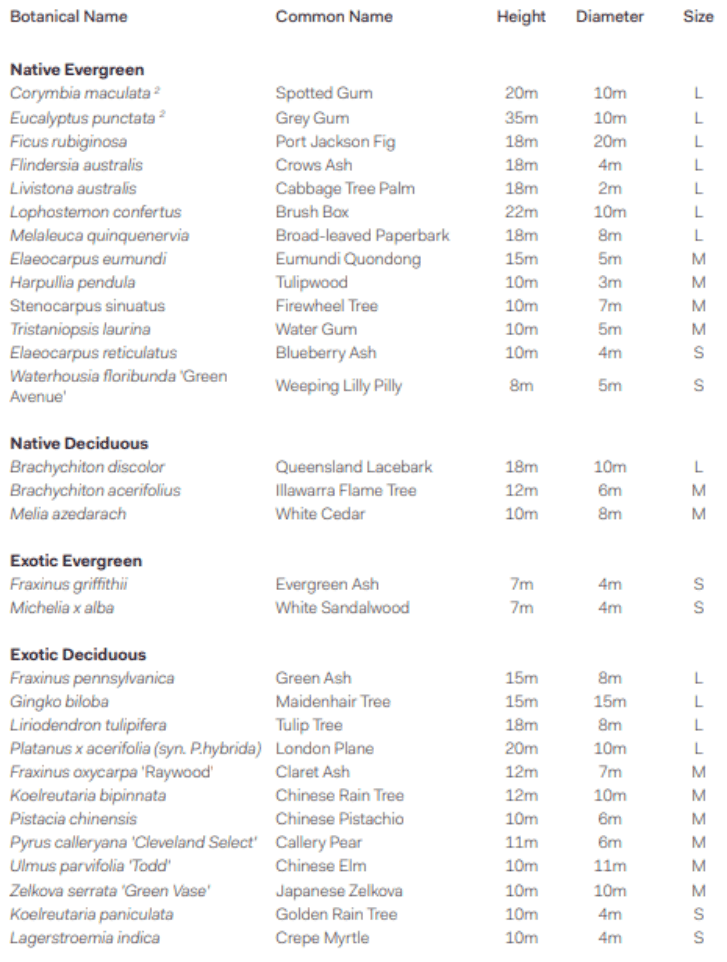 Botanical Name Common Name Height Diameter Size
Native Evergreen
Corymbia maculata ² Spotted Gum 20m 10m L
Eucalyptus punctata ² Grey Gum 35m 10m L
Ficus rubiginosa Port Jackson Fig 18m 20m L
Flindersia australis Crows Ash 18m 4m L
Livistona australis Cabbage Tree Palm 18m 2m L
Lophostemon confertus Brush Box 22m 10m L
Melaleuca quinquenervia Broad-leaved Paperbark 18m 8m L
Elaeocarpus eumundi Eumundi Quondong 15m 5m M
Harpullia pendula Tulipwood 10m 3m M
Stenocarpus sinuatus Firewheel Tree 10m 7m M
Tristaniopsis laurina Water Gum 10m 5m M
Elaeocarpus reticulatus Blueberry Ash 10m 4m S
Waterhousia floribunda 'Green
Avenue' Weeping Lilly Pilly 8m 5m S
Native Deciduous
Brachychiton discolor Queensland Lacebark 18m 10m L
Brachychiton acerifolius Illawarra Flame Tree 12m 6m M
Melia azedarach White Cedar 10m 8m M
Exotic Evergreen
Fraxinus griffithii Evergreen Ash 7m 4m S
Michelia x alba White Sandalwood 7m 4m S
Exotic Deciduous
Fraxinus pennsylvanica Green Ash 15m 8m L
Gingko biloba Maidenhair Tree 15m 15m L
Liriodendron tulipifera Tulip Tree 18m 8m L
Platanus x acerifolia (syn. P.hybrida) London Plane 20m 10m L
Fraxinus oxycarpa 'Raywood' Claret Ash 12m 7m M
Koelreutaria bipinnata Chinese Rain Tree 12m 10m M
Pistacia chinensis Chinese Pistachio 10m 6m M
Pyrus calleryana 'Cleveland Select' Callery Pear 11m 6m M
Ulmus parvifolia 'Todd' Chinese Elm 10m 11m M
Zelkova serrata 'Green Vase' Japanese Zelkova 10m 10m M
Koelreutaria paniculata Golden Rain Tree 10m 4m S
Lagerstroemia indica Crepe Myrtle 10m 4m S